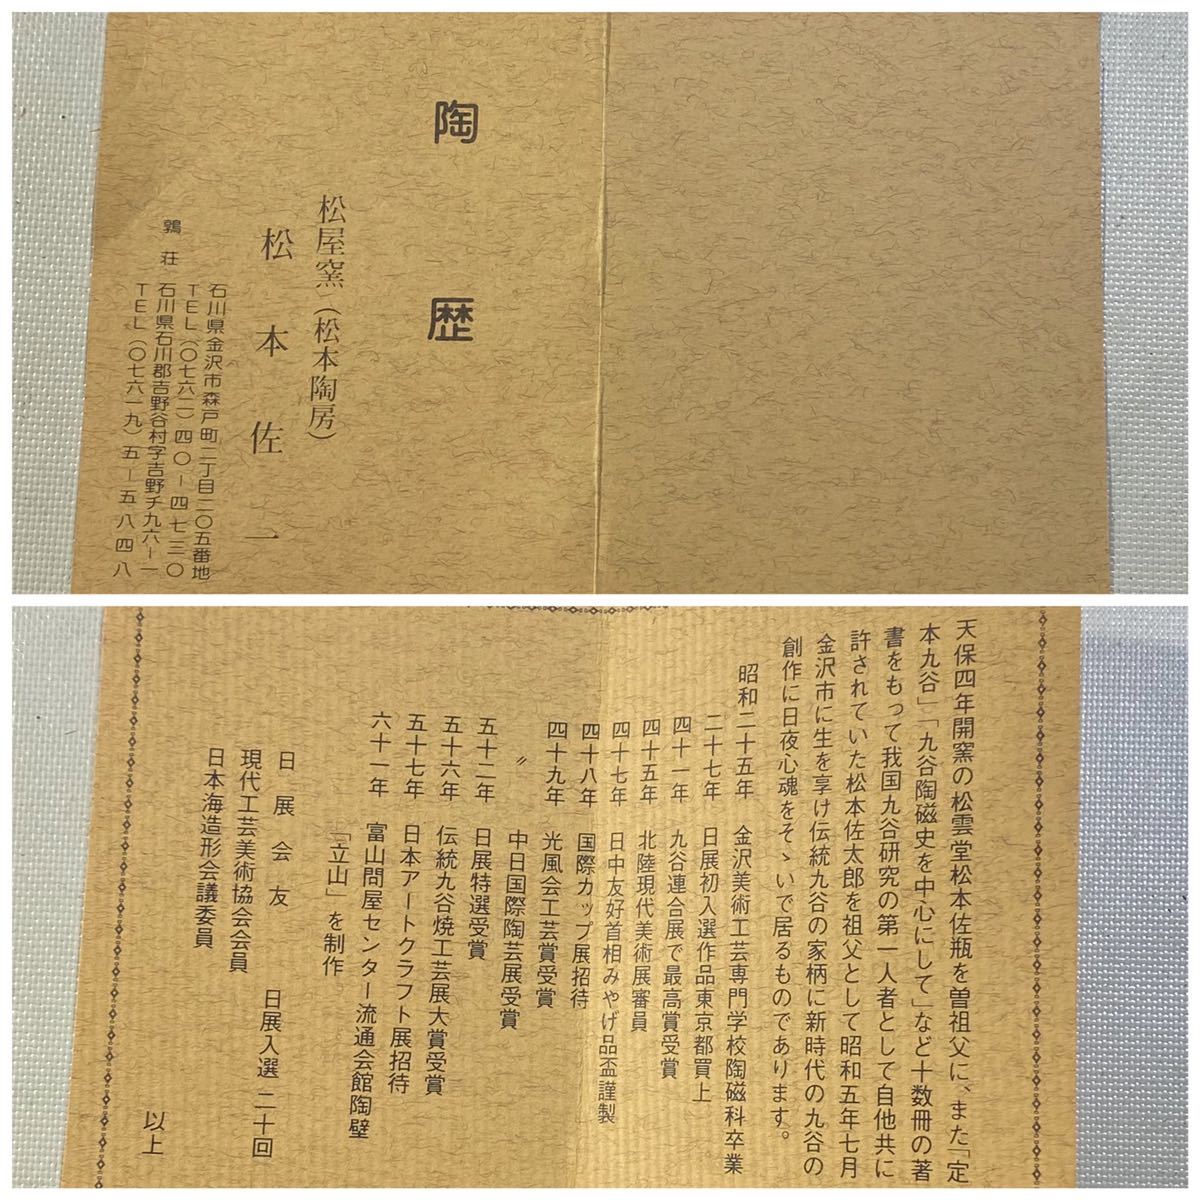 陶歴
松屋窯(松本陶房)
松本佐一
石川県金沢市森戸町二丁目二〇五番地
TEL(〇七六二)四〇ー四七三〇
鶉荘 石川県石川郡吉野谷村字吉野チ九六ー一
TEL(〇七六一九)五ー五八四八
天保四年開窯の松雲堂松本佐瓶を曽祖父に、また「定
本九谷」「九谷陶磁史を中心にして」など十数冊の著
書をもって我国九谷研究の第一人者として自他共に
許されていた松本佐太郎を祖父として昭和五年七月
金沢市に生を享け伝統九谷の家柄に新時代の九谷の
創作に日夜心魂をそゝいで居るものであります。
昭和二十五年 金沢美術工芸専門学校陶磁科卒業
二十七年 日展初入選作品東京都買上
四十一年 九谷連合展で最高賞受賞
四十五年 北陸現代美術展審員
四十七年 日中友好首相みやげ品盃謹製
四十八年 国際カップ展招待
四十九年 光風会工芸賞受賞
〃 中日国際陶芸展受賞
五十二年 日展特選受賞
五十六年 伝統九谷焼工芸展大賞受賞
五十七年 日本アートクラフト展招待
六十一年 富山問屋センター流通会館陶壁
「立山」を制作
日展会友 日展入選 二十回
現代工芸美術協会会員
日本海造形会議委員
以上